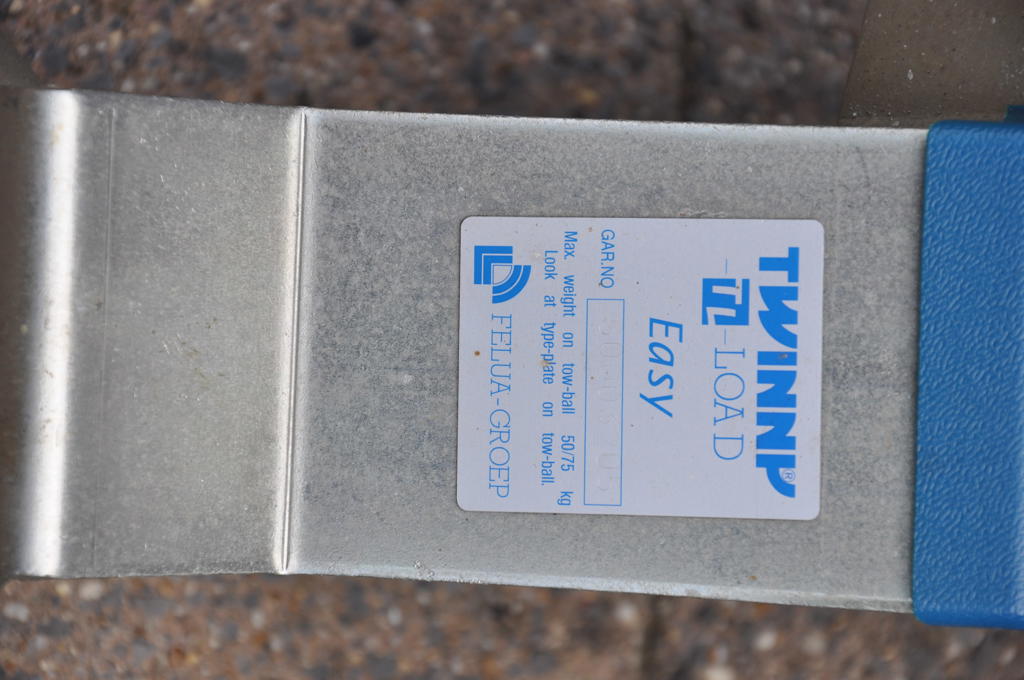 TWINNP®
LOAD
Easy
GAR.NO
Max. weight on tow-ball 50/75 kg
Look at type-plate on tow-ball.
FELUA-GROEP